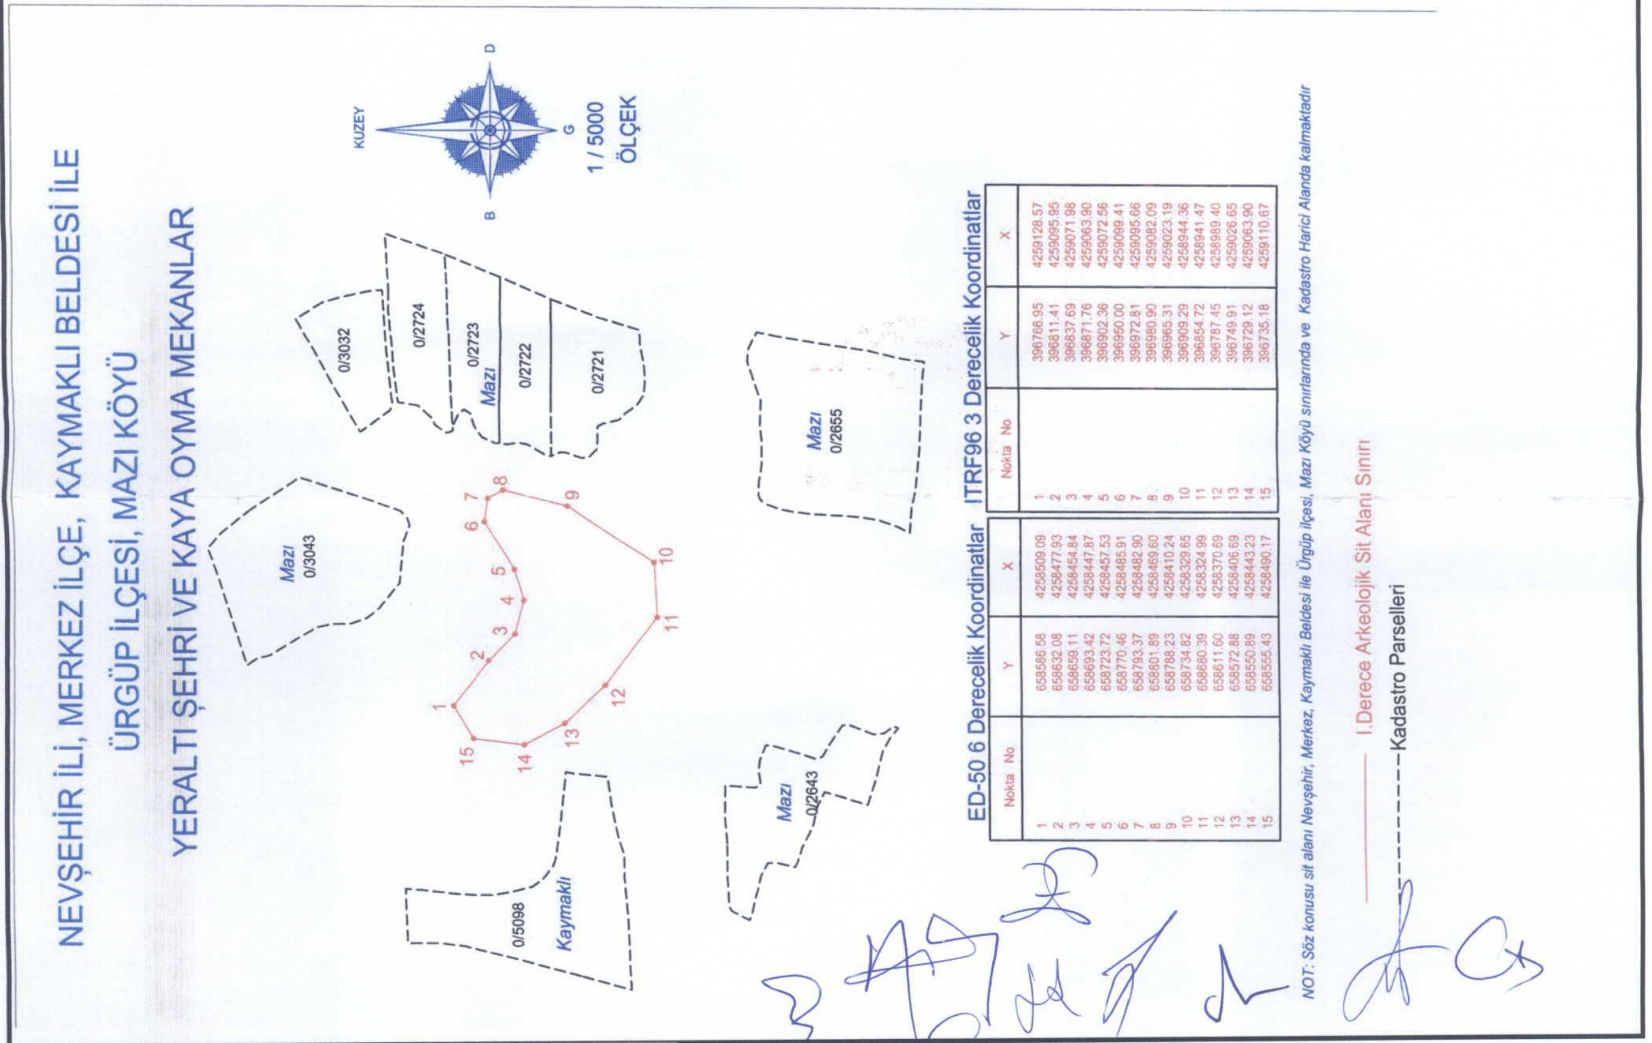 NEVŞEHİR İLİ, MERKEZ İLÇE, KAYMAKLI BELDESİ İLE
ÜRGÜP İLÇESİ, MAZI KÖYÜ
YERALTI ŞEHRİ VE KAYA OYMA MEKANLAR
KUZEY
B
D
G
1 / 5000
ÖLÇEK
Mazı
0/3043
0/3032
0/2724
0/2723
Mazı
0/2722
0/2721
1
2
3
4
5
6
7
8
9
10
11
12
13
14
15
0/5098
Kaymaklı
Mazı
0/2643
Mazı
0/2655
ED-50 6 Derecelik Koordinatlar
Nokta No Y X
1 658586.58 4258509.09
2 658632.08 4258477.93
3 658659.11 4258454.84
4 658693.42 4258447.87
5 658723.72 4258457.53
6 658770.46 4258485.91
7 658793.37 4258482.90
8 658801.89 4258469.60
9 658788.23 4258410.24
10 658734.82 4258329.65
11 658680.39 4258324.99
12 658611.60 4258370.69
13 658572.88 4258406.69
14 658550.89 4258443.23
15 658555.43 4258490.17
ITRF96 3 Derecelik Koordinatlar
Nokta No Y X
1 396766.95 4259128.57
2 396811.41 4259095.95
3 396837.69 4259071.98
4 396871.76 4259063.90
5 396902.36 4259072.56
6 396950.00 4259099.41
7 396972.81 4259095.66
8 396980.90 4259082.09
9 396965.31 4259023.19
10 396909.29 4258944.36
11 396854.72 4258941.47
12 396787.45 4258989.40
13 396749.91 4259026.65
14 396729.12 4259063.90
15 396735.18 4259110.67
NOT: Söz konusu sit alanı Nevşehir, Merkez, Kaymaklı Beldesi ile Ürgüp ilçesi, Mazı Köyü sınırlarında ve Kadastro Harici Alanda kalmaktadır
I.Derece Arkeolojik Sit Alanı Sınırı
Kadastro Parselleri